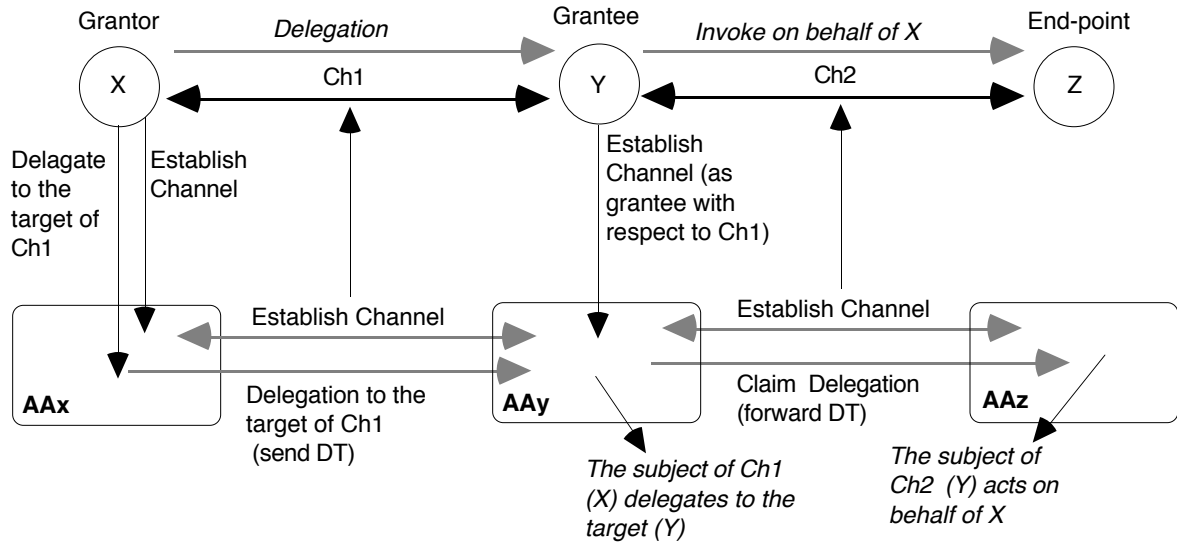 Grantor
Grantee
End-point
Delegation
Invoke on behalf of X
X
Ch1
Y
Ch2
Z
Delagate
to the
target of
Ch1
Establish
Channel
Establish
Channel (as
grantee with
respect to Ch1)
Establish Channel
Establish Channel
AAx
Delegation to the
target of Ch1
(send DT)
AAy
Claim Delegation
(forward DT)
AAz
The subject of Ch1
(X) delegates to the
target (Y)
The subject of
Ch2 (Y) acts on
behalf of X